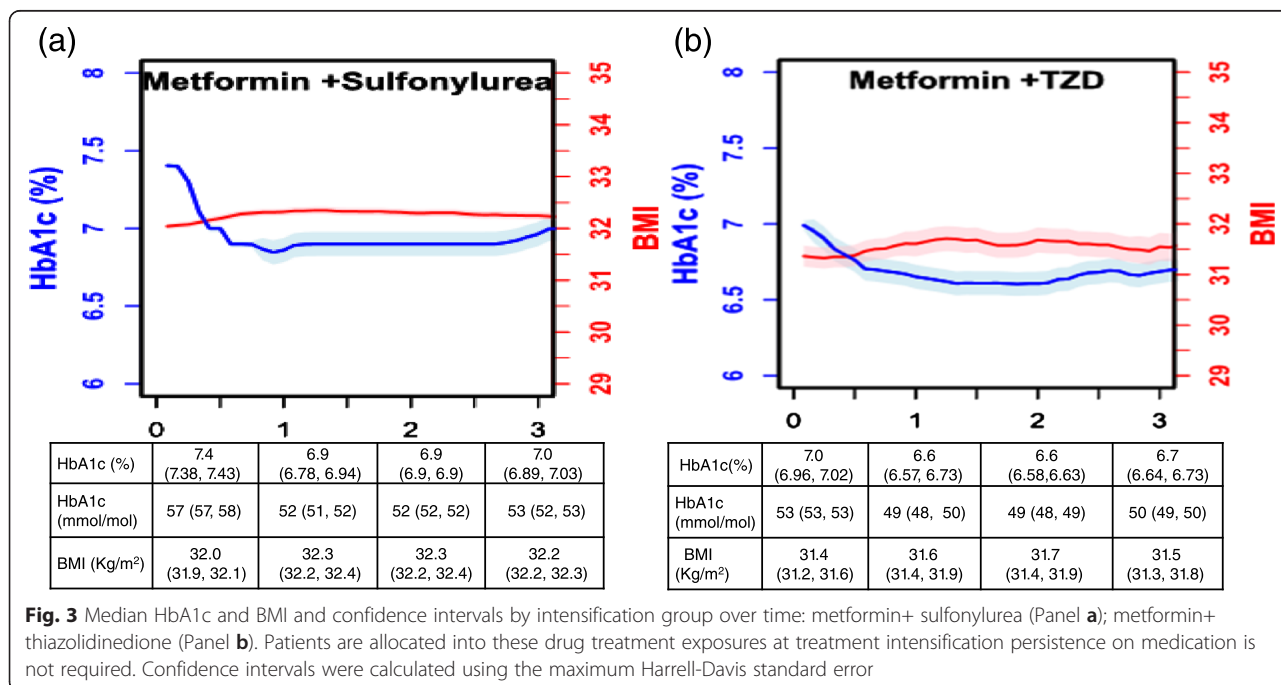 (a)
Metformin +Sulfonylurea
HbA1c (%)
8
7.5
7
6.5
6
BMI
35
34
33
32
31
30
29
0 1 2 3
HbA1c (%) 7.4 6.9 6.9 7.0
(7.38, 7.43) (6.78, 6.94) (6.9, 6.9) (6.89, 7.03)
HbA1c
(mmol/mol) 57 (57, 58) 52 (51, 52) 52 (52, 52) 53 (52, 53)
BMI (Kg/m²) 32.0 32.3 32.3 32.2
(31.9, 32.1) (32.2, 32.4) (32.2, 32.4) (32.2, 32.3)
(b)
Metformin +TZD
HbA1c (%)
8
7.5
7
6.5
6
BMI
35
34
33
32
31
30
29
0 1 2 3
HbA1c(%) 7.0 6.6 6.6 6.7
(6.96, 7.02) (6.57, 6.73) (6.58,6.63) (6.64, 6.73)
HbA1c
(mmol/mol) 53 (53, 53) 49 (48, 50) 49 (48, 49) 50 (49, 50)
BMI 31.4 31.6 31.7 31.5
(Kg/m²) (31.2, 31.6) (31.4, 31.9) (31.4, 31.9) (31.3, 31.8)
Fig. 3 Median HbA1c and BMI and confidence intervals by intensification group over time: metformin+ sulfonylurea (Panel a); metformin+
thiazolidinedione (Panel b). Patients are allocated into these drug treatment exposures at treatment intensification persistence on medication is
not required. Confidence intervals were calculated using the maximum Harrell-Davis standard error